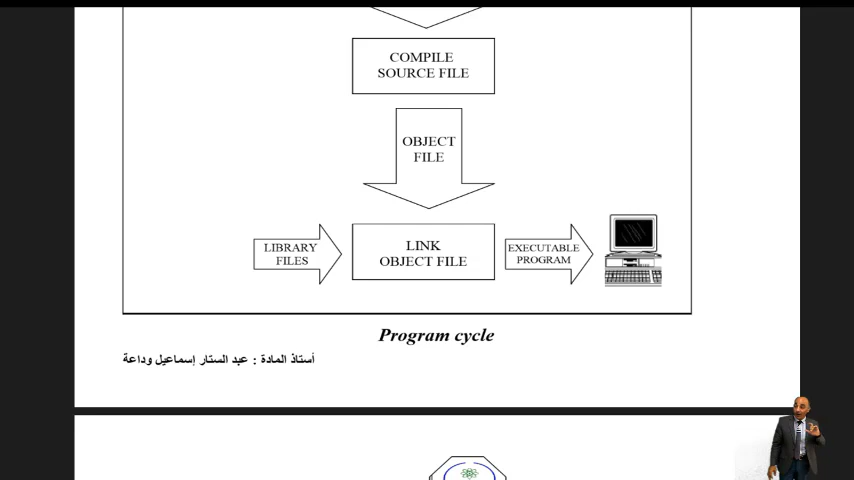 COMPILE
SOURCE FILE
OBJECT
FILE
LIBRARY
FILES
LINK
OBJECT FILE
EXECUTABLE
PROGRAM
Program cycle
أستاذ المادة : عبد الستار إسماعيل وداعة